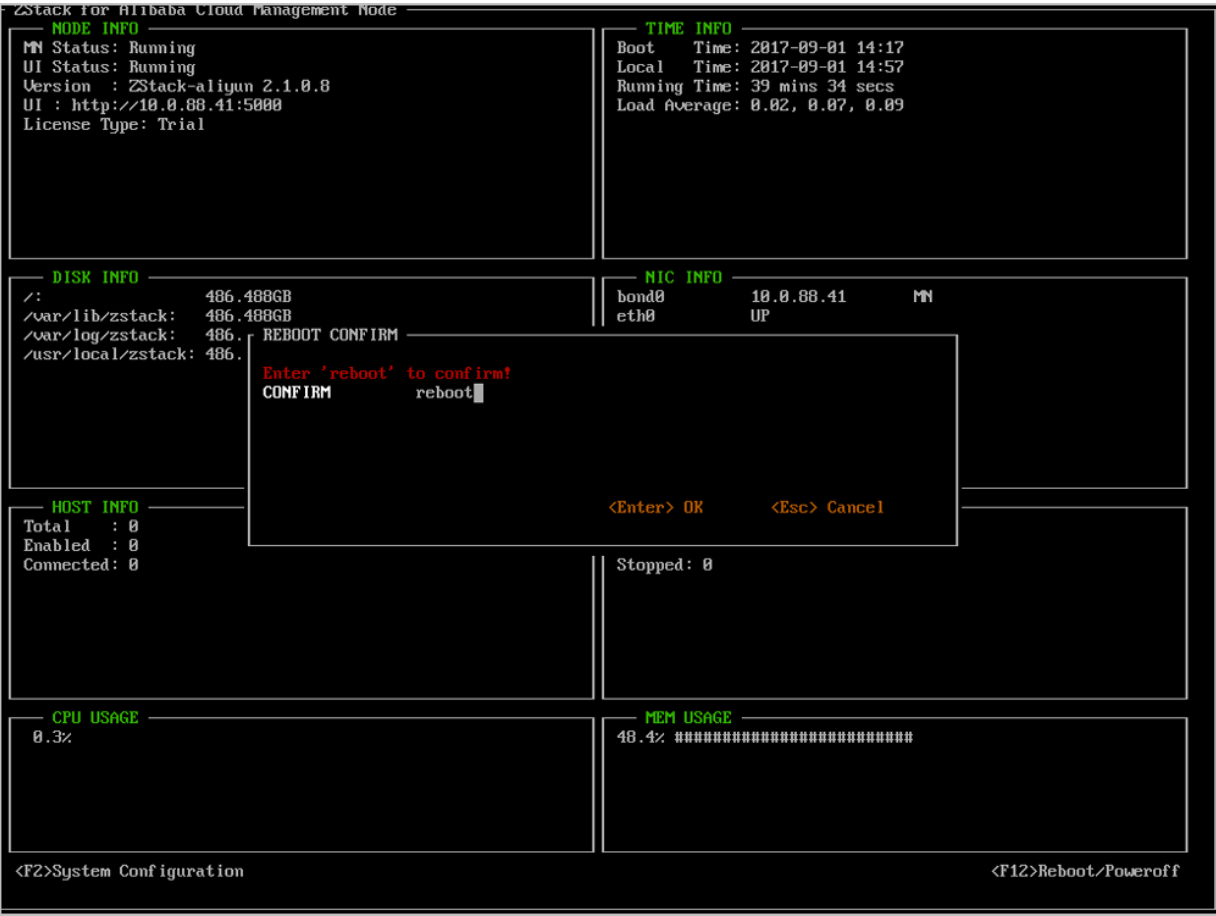 ZStack for Alibaba Cloud Management Node
NODE INFO
MN Status: Running
UI Status: Running
Version  : ZStack-aliyun 2.1.0.8
UI : http://10.0.88.41:5000
License Type: Trial
TIME INFO
Boot    Time: 2017-09-01 14:17
Local   Time: 2017-09-01 14:57
Running Time: 39 mins 34 secs
Load Average: 0.02, 0.07, 0.09
DISK INFO
/:                 486.488GB
/var/lib/zstack:   486.488GB
/var/log/zstack:   486.
/usr/local/zstack: 486.
NIC INFO
bond0         10.0.88.41       MN
eth0          UP
REBOOT CONFIRM
Enter 'reboot' to confirm!
CONFIRM         reboot
<Enter> OK       <Esc> Cancel
HOST INFO
Total    : 0
Enabled  : 0
Connected: 0
Stopped: 0
CPU USAGE
0.3%
MEM USAGE
48.4% #########################
<F2>System Configuration
<F12>Reboot/Poweroff